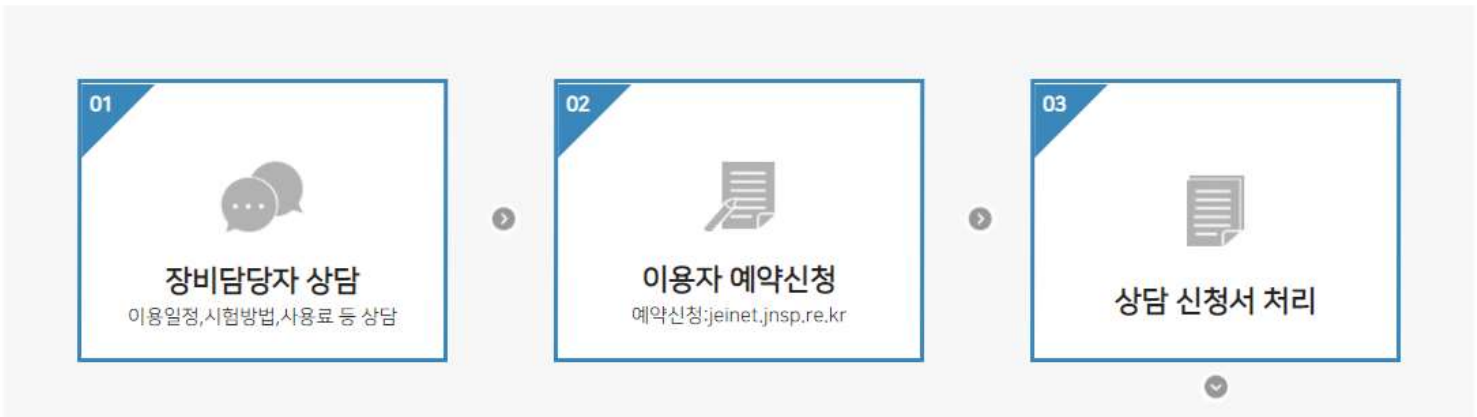 01
장비담당자 상담
이용일정,시험방법,사용료 등 상담
02
이용자 예약신청
예약신청:jeinet.jnsp.re.kr
03
상담 신청서 처리